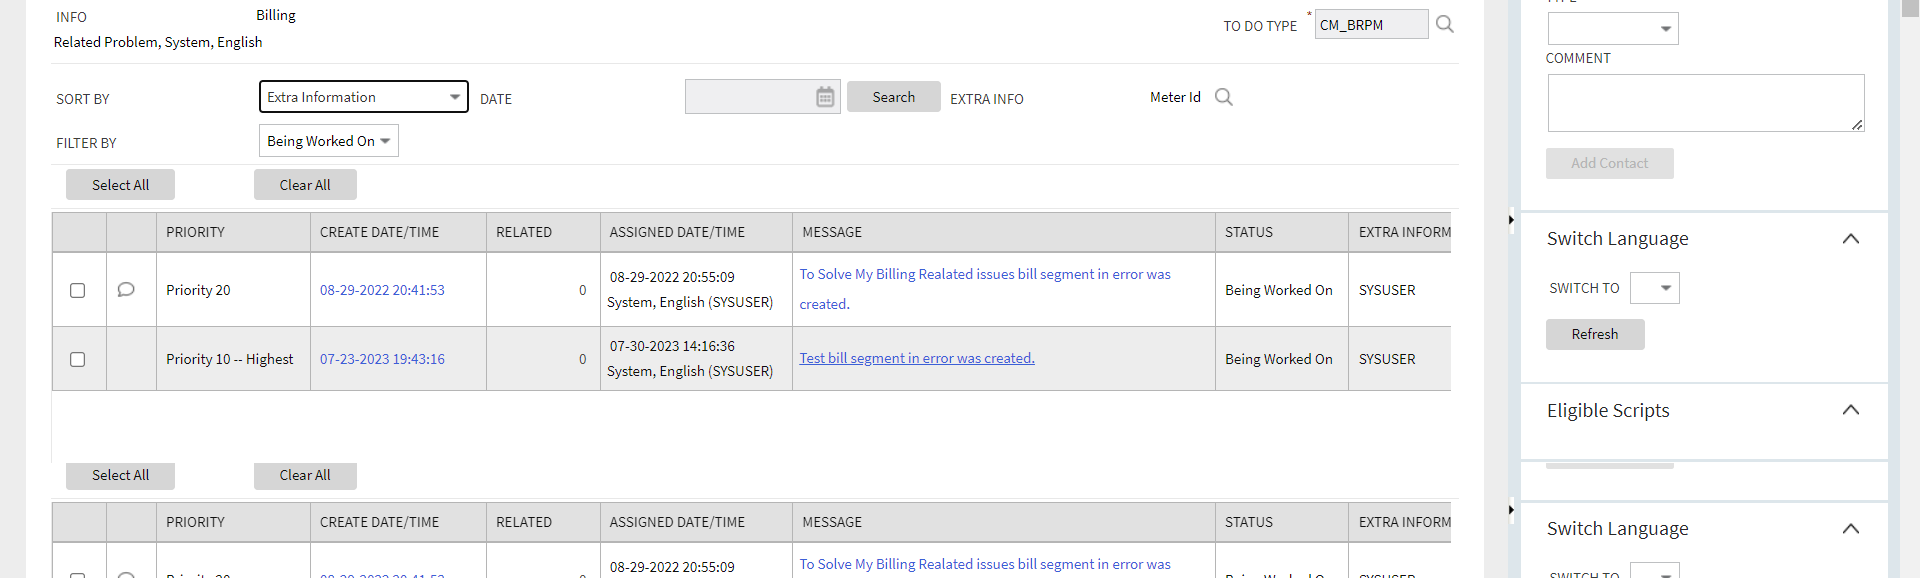 INFO Billing
Related Problem, System, English
TO DO TYPE * CM_BRPM
SORT BY Extra Information DATE Search EXTRA INFO Meter Id
FILTER BY Being Worked On
Select All Clear All
PRIORITY CREATE DATE/TIME RELATED ASSIGNED DATE/TIME MESSAGE STATUS EXTRA INFORM
Priority 20 08-29-2022 20:41:53 0 08-29-2022 20:55:09
System, English (SYSUSER) To Solve My Billing Realated issues bill segment in error was
created. Being Worked On SYSUSER
Priority 10 -- Highest 07-23-2023 19:43:16 0 07-30-2023 14:16:36
System, English (SYSUSER) Test bill segment in error was created. Being Worked On SYSUSER
Select All Clear All
PRIORITY CREATE DATE/TIME RELATED ASSIGNED DATE/TIME MESSAGE STATUS EXTRA INFORM
08-29-2022 20:55:09 To Solve My Billing Realated issues bill segment in error was
COMMENT
Add Contact
Switch Language
SWITCH TO
Refresh
Eligible Scripts
Switch Language
SWITCH TO